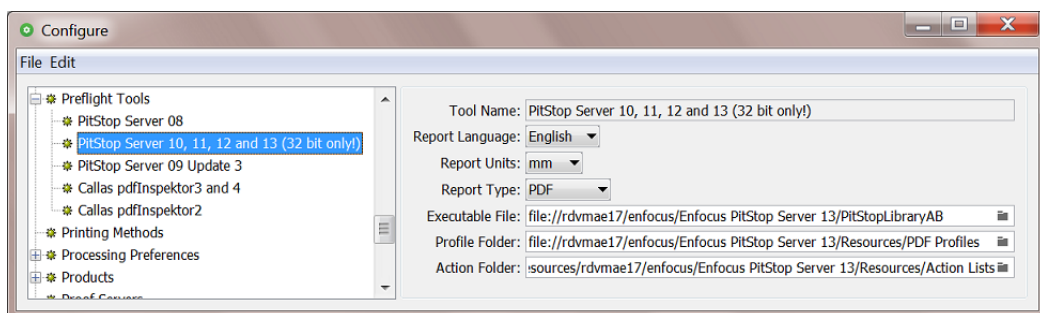 Configure
File Edit
Preflight Tools
PitStop Server 08
PitStop Server 10, 11, 12 and 13 (32 bit only!)
PitStop Server 09 Update 3
Callas pdfInspektor3 and 4
Callas pdfInspektor2
Printing Methods
Processing Preferences
Products
Proof Servers
Tool Name: PitStop Server 10, 11, 12 and 13 (32 bit only!)
Report Language: English
Report Units: mm
Report Type: PDF
Executable File: file://rdvmae17/enfocus/Enfocus PitStop Server 13/PitStopLibraryAB
Profile Folder: file://rdvmae17/enfocus/Enfocus PitStop Server 13/Resources/PDF Profiles
Action Folder: esources/rdvmae17/enfocus/Enfocus PitStop Server 13/Resources/Action Lists